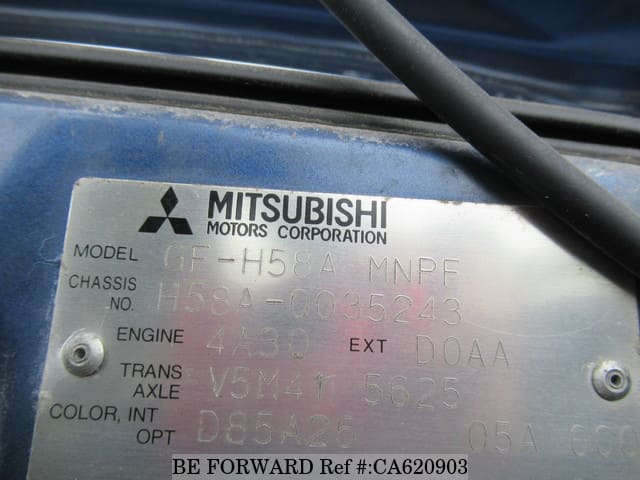 MITSUBISHI
MOTORS CORPORATION
MODEL GF-H58A MNPF
CHASSIS NO. H58A-0035243
ENGINE 4A30 EXT D0AA
TRANS AXLE V5M41 5625
COLOR, INT OPT D85A26 05A
BE FORWARD Ref #:CA620903